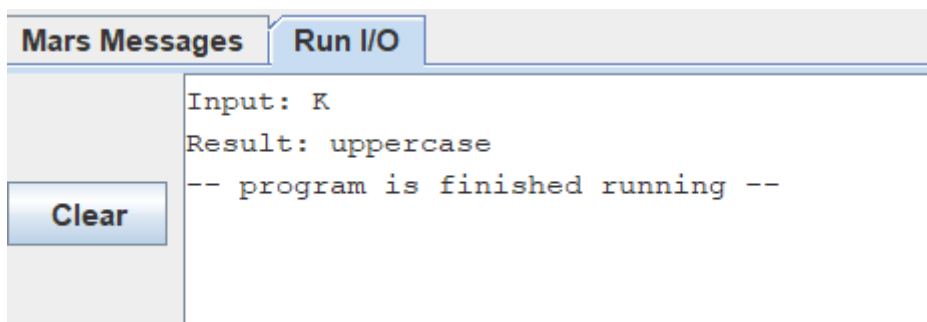 Mars Messages Run I/O
Input: K
Result: uppercase
-- program is finished running --
Clear